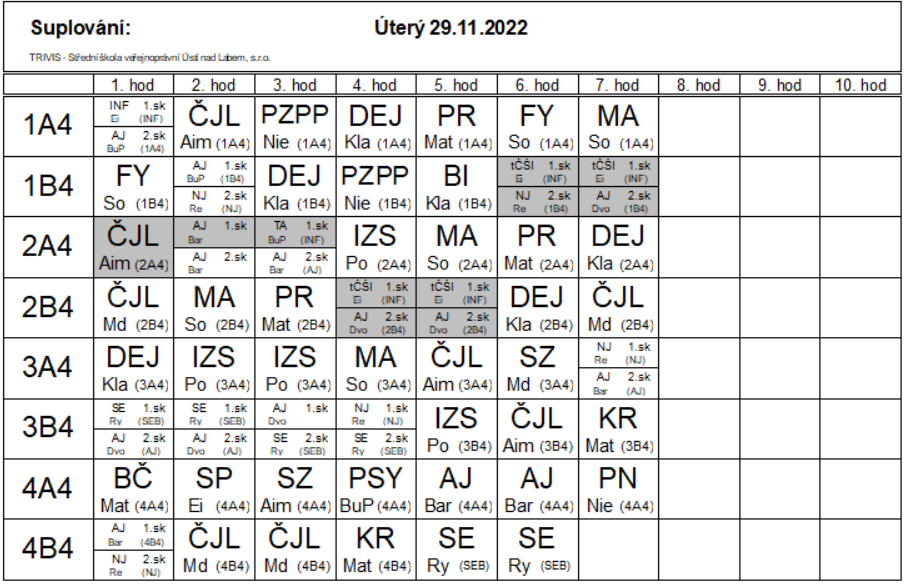 Suplování: Úterý 29.11.2022
TRIVIS - Střední škola veřejnoprávní Ústí nad Labem, s.r.o.
1. hod 2. hod 3. hod 4. hod 5. hod 6. hod 7. hod 8. hod 9. hod 10. hod
1A4
INF 1.sk ČJL PZPP DEJ PR FY MA
Ei (INF)
AJ 2.sk
BuP (1A4) Aim (1A4) Nie (1A4) Kla (1A4) Mat (1A4) So (1A4) So (1A4)
1B4
FY AJ 1.sk DEJ PZPP BI tČŠI 1.sk tČŠI 1.sk
BuP (1B4) Ei (INF) Ei (INF)
NJ 2.sk NJ 2.sk AJ 2.sk
So (1B4) Re (NJ) Kla (1B4) Nie (1B4) Kla (1B4) Re (1B4) Dvo (1B4)
2A4
ČJL AJ 1.sk TA 1.sk IZS MA PR DEJ
Bar BuP (INF)
AJ 2.sk AJ 2.sk
Aim (2A4) Bar Bar (AJ) Po (2A4) So (2A4) Mat (2A4) Kla (2A4)
2B4
ČJL MA PR tČŠI 1.sk tČŠI 1.sk DEJ ČJL
Ei (INF) Ei (INF)
AJ 2.sk AJ 2.sk
Md (2B4) So (2B4) Mat (2B4) Dvo (2B4) Dvo (2B4) Kla (2B4) Md (2B4)
3A4
DEJ IZS IZS MA ČJL SZ NJ 1.sk
Re (NJ)
AJ 2.sk
Kla (3A4) Po (3A4) Po (3A4) So (3A4) Aim (3A4) Md (3A4) Bar (AJ)
3B4
SE 1.sk SE 1.sk AJ 1.sk NJ 1.sk IZS ČJL KR
Ry (SEB) Ry (SEB) Dvo Re (NJ)
AJ 2.sk AJ 2.sk SE 2.sk SE 2.sk
Dvo (AJ) Dvo (AJ) Ry (SEB) Ry (SEB) Po (3B4) Aim (3B4) Mat (3B4)
4A4
BČ SP SZ PSY AJ AJ PN
Mat (4A4) Ei (4A4) Aim (4A4) BuP (4A4) Bar (4A4) Bar (4A4) Nie (4A4)
4B4
AJ 1.sk ČJL ČJL KR SE SE
Bar (4B4)
NJ 2.sk
Re (NJ) Md (4B4) Md (4B4) Mat (4B4) Ry (SEB) Ry (SEB)